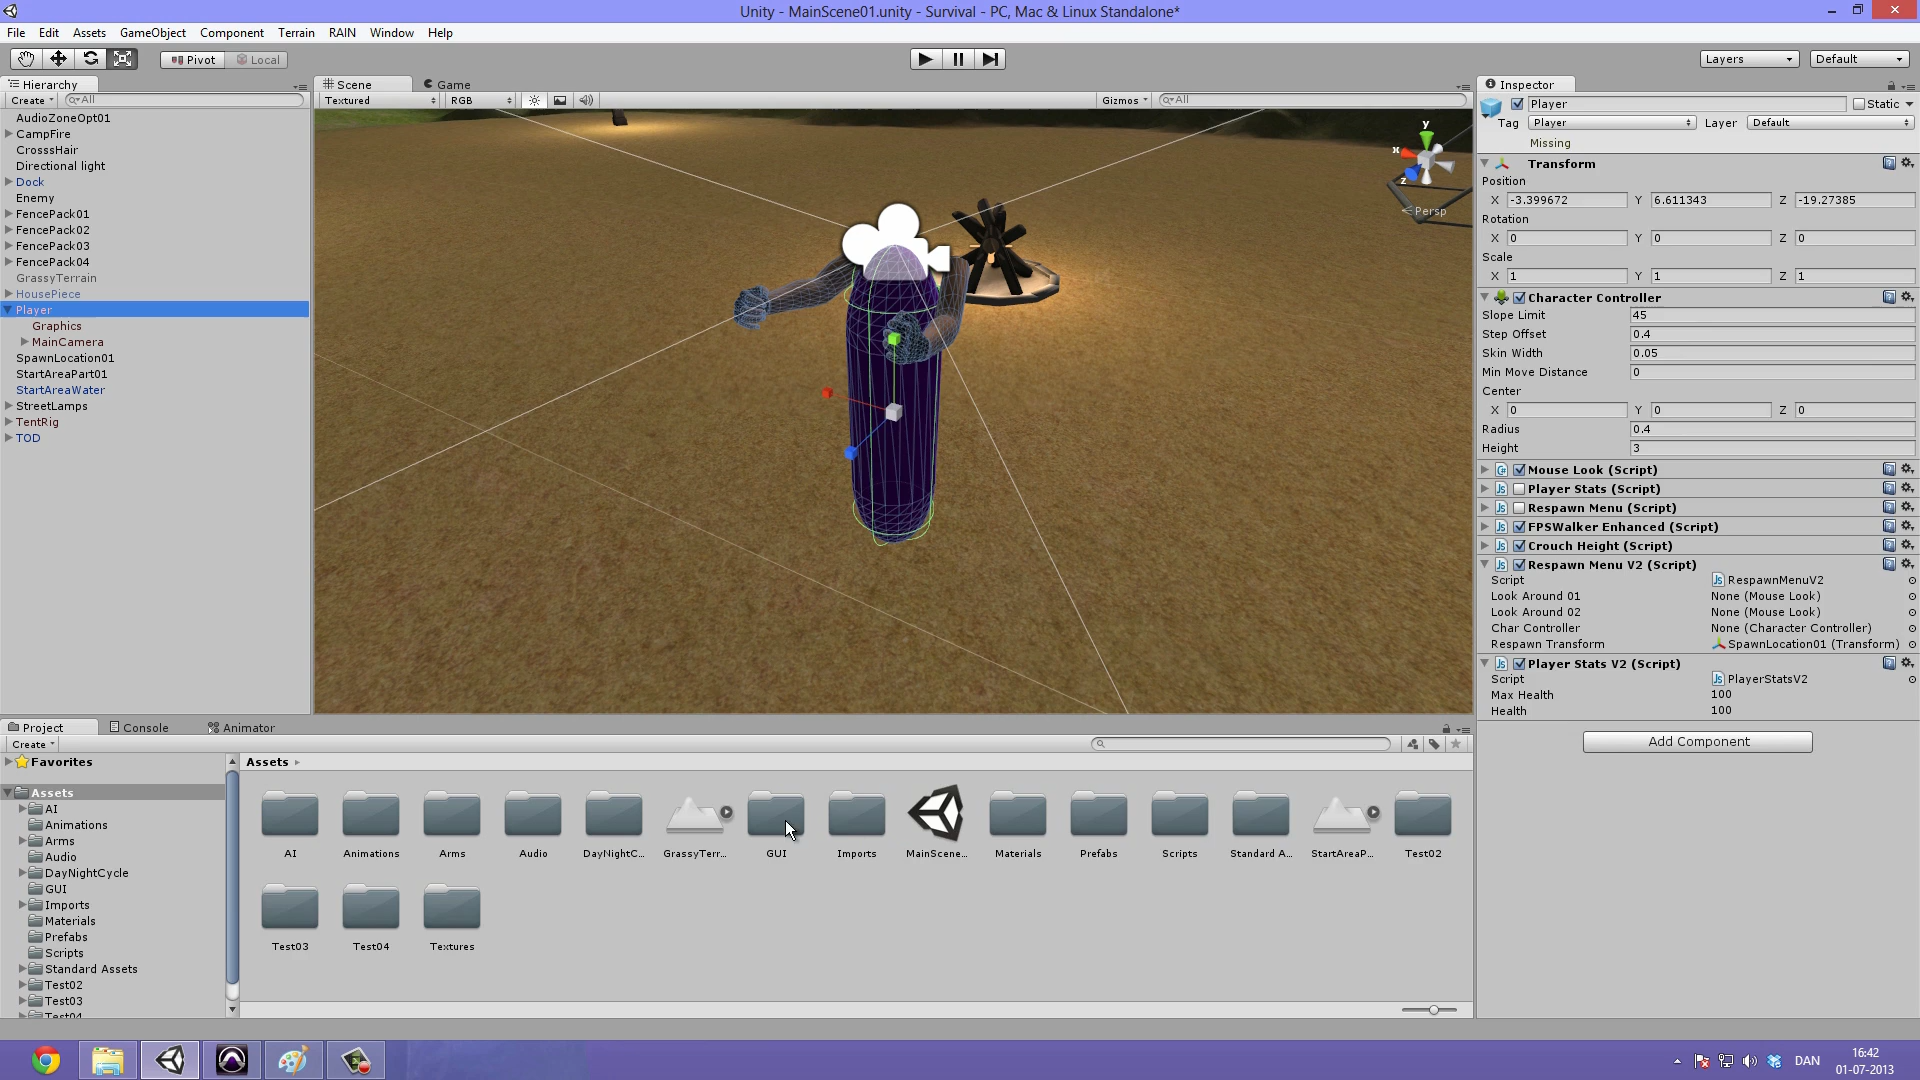 Unity - MainScene01.unity - Survival - PC, Mac & Linux Standalone*
File Edit Assets GameObject Component Terrain RAIN Window Help
Pivot Local
Layers Default
Hierarchy
Create All
AudioZoneOpt01
CampFire
CrosssHair
Directional light
Dock
Enemy
FencePack01
FencePack02
FencePack03
FencePack04
GrassyTerrain
HousePiece
Player
Graphics
MainCamera
SpawnLocation01
StartAreaPart01
StartAreaWater
StreetLamps
TentRig
TOD
Scene Game
Textured RGB Gizmos All
y
x
z
Persp
Inspector
Player Static
Tag Player Layer Default
Missing
Transform
Position
X -3.399672 Y 6.611343 Z -19.27385
Rotation
X 0 Y 0 Z 0
Scale
X 1 Y 1 Z 1
Character Controller
Slope Limit 45
Step Offset 0.4
Skin Width 0.05
Min Move Distance 0
Center
X 0 Y 0 Z 0
Radius 0.4
Height 3
Mouse Look (Script)
Player Stats (Script)
Respawn Menu (Script)
FPSWalker Enhanced (Script)
Crouch Height (Script)
Respawn Menu V2 (Script)
Script RespawnMenuV2
Look Around 01 None (Mouse Look)
Look Around 02 None (Mouse Look)
Char Controller None (Character Controller)
Respawn Transform SpawnLocation01 (Transform)
Player Stats V2 (Script)
Script PlayerStatsV2
Max Health 100
Health 100
Add Component
Project Console Animator
Create
Favorites
Assets
AI
Animations
Arms
Audio
DayNightCycle
GUI
Imports
Materials
Prefabs
Scripts
Standard Assets
Test02
Test03
Test04
Assets
AI Animations Arms Audio DayNightC... GrassyTerr... GUI Imports MainScene... Materials Prefabs Scripts Standard A... StartAreaP... Test02
Test03 Test04 Textures
DAN
16:42
01-07-2013